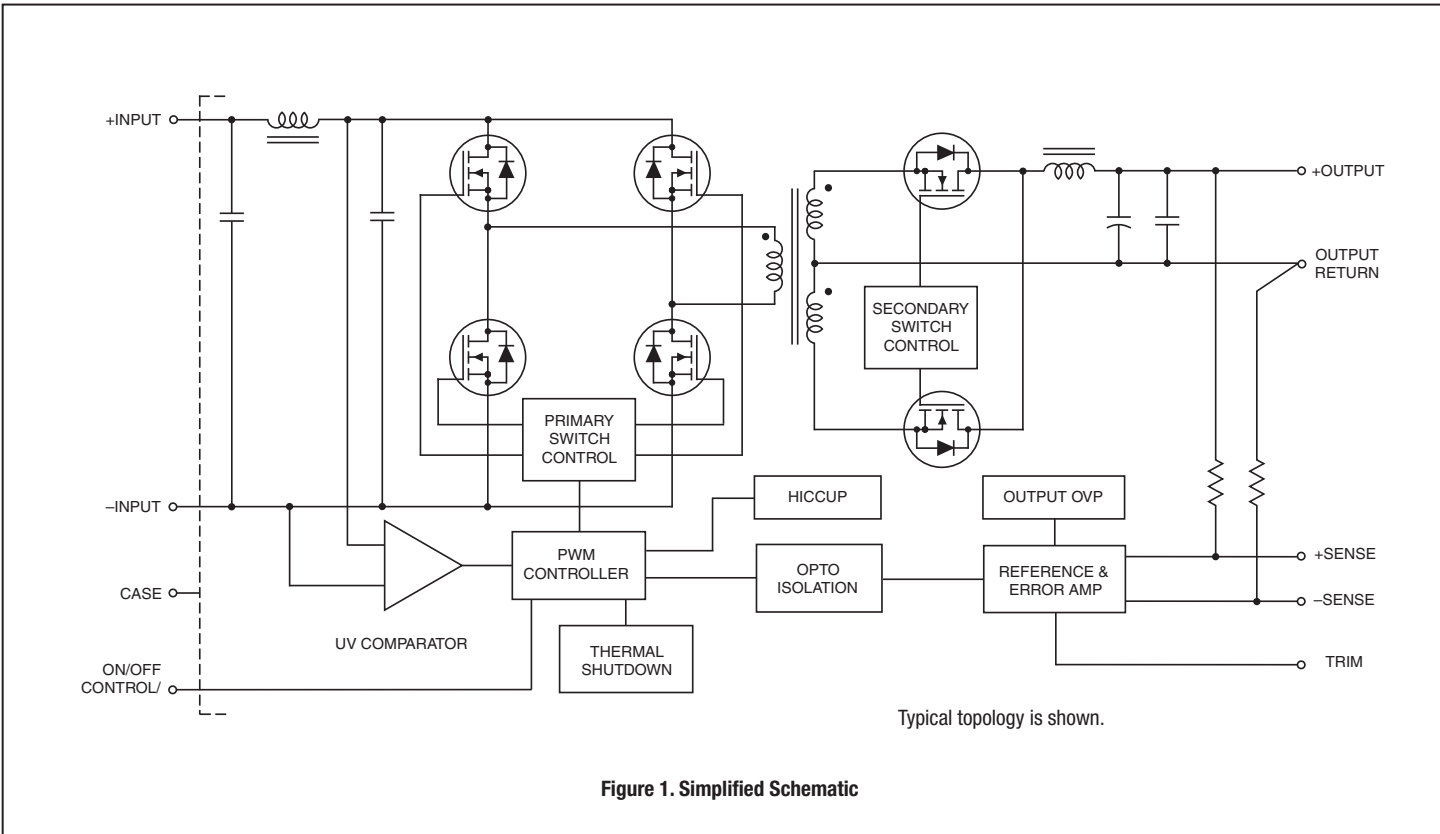 +INPUT
+OUTPUT
OUTPUT
RETURN
SECONDARY
SWITCH
CONTROL
PRIMARY
SWITCH
CONTROL
–INPUT
HICCUP
OUTPUT OVP
PWM
CONTROLLER
OPTO
ISOLATION
REFERENCE &
ERROR AMP
+SENSE
–SENSE
CASE
UV COMPARATOR
THERMAL
SHUTDOWN
ON/OFF
CONTROL/
TRIM
Typical topology is shown.
Figure 1. Simplified Schematic